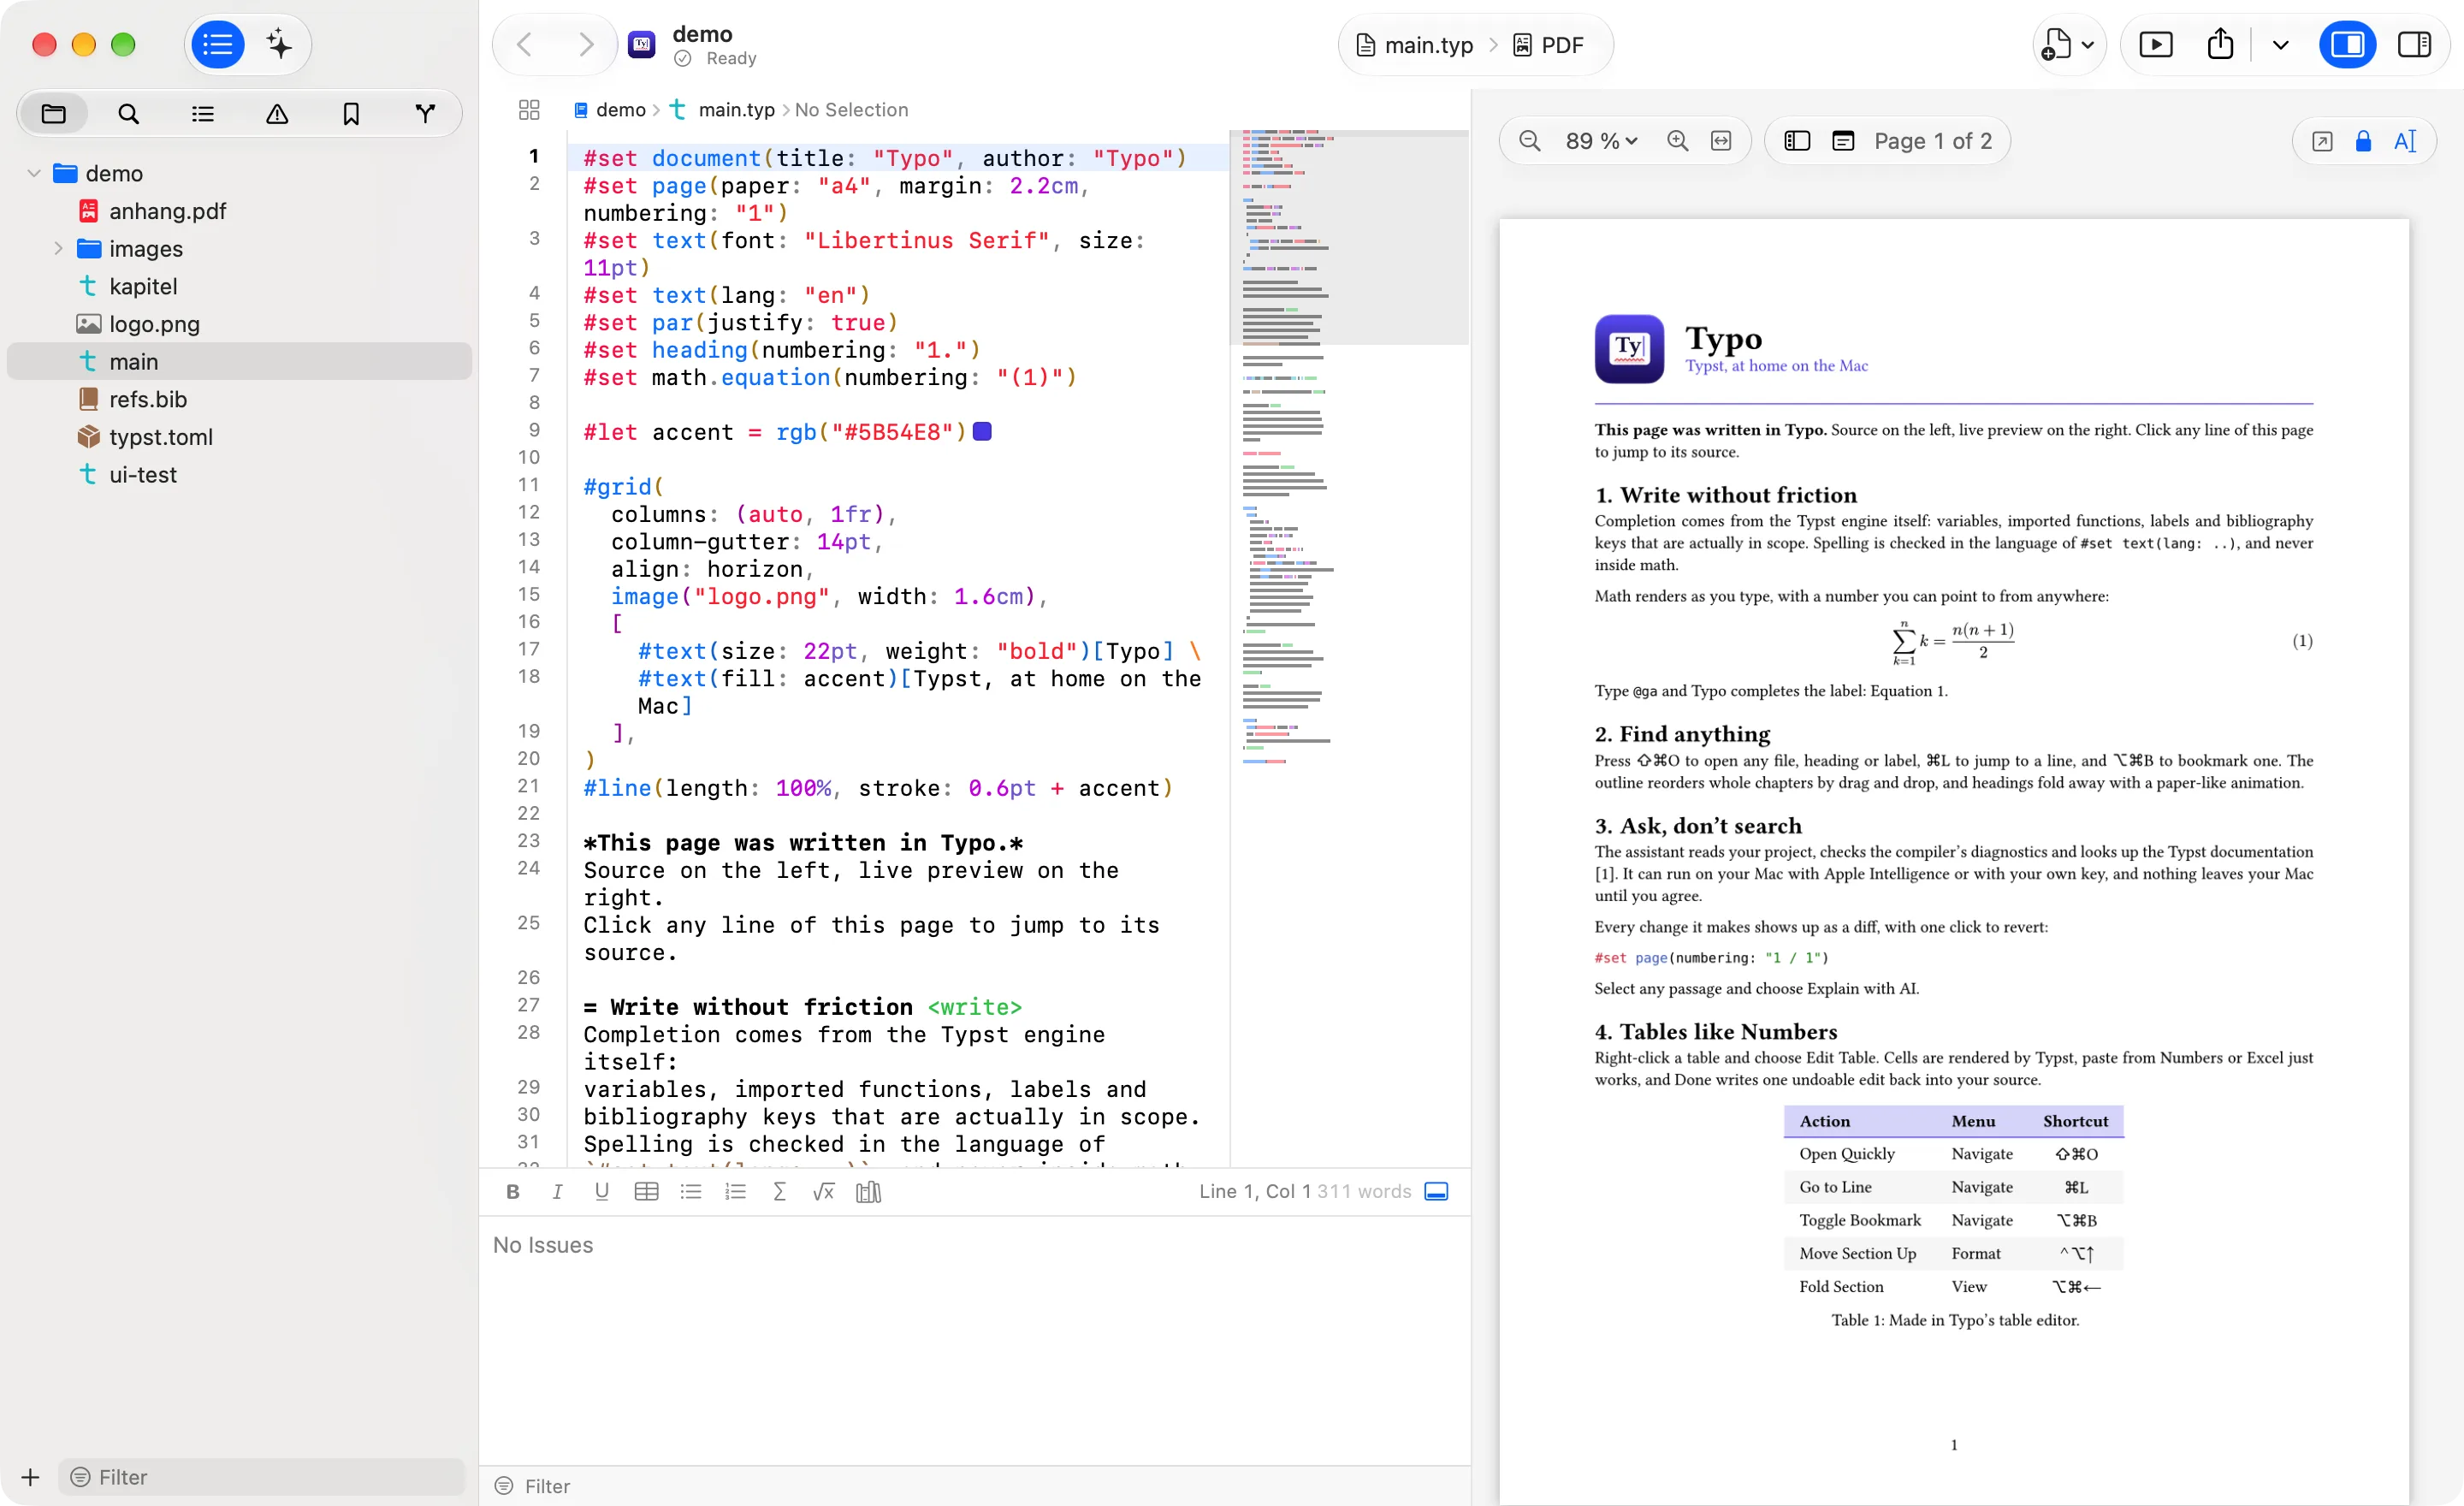 demo
Ready
main.typ
PDF
demo
anhang.pdf
images
kapitel
logo.png
main
refs.bib
typst.toml
ui-test
Filter
demo
main.typ
No Selection
1 #set document(title: "Typo", author: "Typo")
2 #set page(paper: "a4", margin: 2.2cm,
numbering: "1")
3 #set text(font: "Libertinus Serif", size:
11pt)
4 #set text(lang: "en")
5 #set par(justify: true)
6 #set heading(numbering: "1.")
7 #set math.equation(numbering: "(1)")
8
9 #let accent = rgb("#5B54E8")
10
11 #grid(
12 columns: (auto, 1fr),
13 column-gutter: 14pt,
14 align: horizon,
15 image("logo.png", width: 1.6cm),
16 [
17 #text(size: 22pt, weight: "bold")[Typo] \
18 #text(fill: accent)[Typst, at home on the
Mac]
19 ],
20 )
21 #line(length: 100%, stroke: 0.6pt + accent)
22
23 *This page was written in Typo.*
24 Source on the left, live preview on the
right.
25 Click any line of this page to jump to its
source.
26
27 = Write without friction <write>
28 Completion comes from the Typst engine
itself:
29 variables, imported functions, labels and
30 bibliography keys that are actually in scope.
31 Spelling is checked in the language of
B I U
Line 1, Col 1 311 words
No Issues
Filter
89 %
Page 1 of 2
Ty
Typo
Typst, at home on the Mac
This page was written in Typo. Source on the left, live preview on the right. Click any line of this page
to jump to its source.
1. Write without friction
Completion comes from the Typst engine itself: variables, imported functions, labels and bibliography
keys that are actually in scope. Spelling is checked in the language of #set text(lang: ..), and never
inside math.
Math renders as you type, with a number you can point to from anywhere:
∑_{k=1}^{n} k = n(n + 1)/2 (1)
Type @ga and Typo completes the label: Equation 1.
2. Find anything
Press ⇧⌘O to open any file, heading or label, ⌘L to jump to a line, and ⌥⌘B to bookmark one. The
outline reorders whole chapters by drag and drop, and headings fold away with a paper-like animation.
3. Ask, don't search
The assistant reads your project, checks the compiler's diagnostics and looks up the Typst documentation
[1]. It can run on your Mac with Apple Intelligence or with your own key, and nothing leaves your Mac
until you agree.
Every change it makes shows up as a diff, with one click to revert:
#set page(numbering: "1 / 1")
Select any passage and choose Explain with AI.
4. Tables like Numbers
Right-click a table and choose Edit Table. Cells are rendered by Typst, paste from Numbers or Excel just
works, and Done writes one undoable edit back into your source.
Action Menu Shortcut
Open Quickly Navigate ⇧⌘O
Go to Line Navigate ⌘L
Toggle Bookmark Navigate ⌥⌘B
Move Section Up Format ^⌥↑
Fold Section View ⌥⌘←
Table 1: Made in Typo's table editor.
1